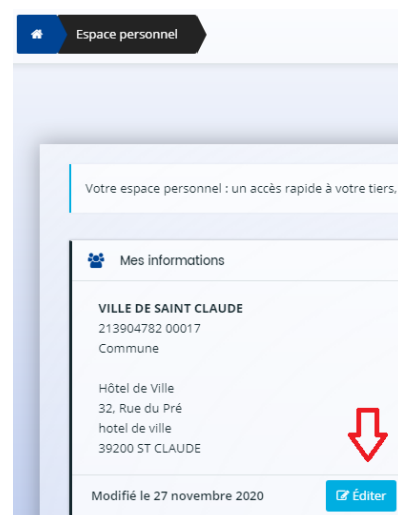 Espace personnel
Votre espace personnel : un accès rapide à votre tiers,
Mes informations
VILLE DE SAINT CLAUDE
213904782 00017
Commune
Hôtel de Ville
32, Rue du Pré
hotel de ville
39200 ST CLAUDE
Modifié le 27 novembre 2020
Éditer